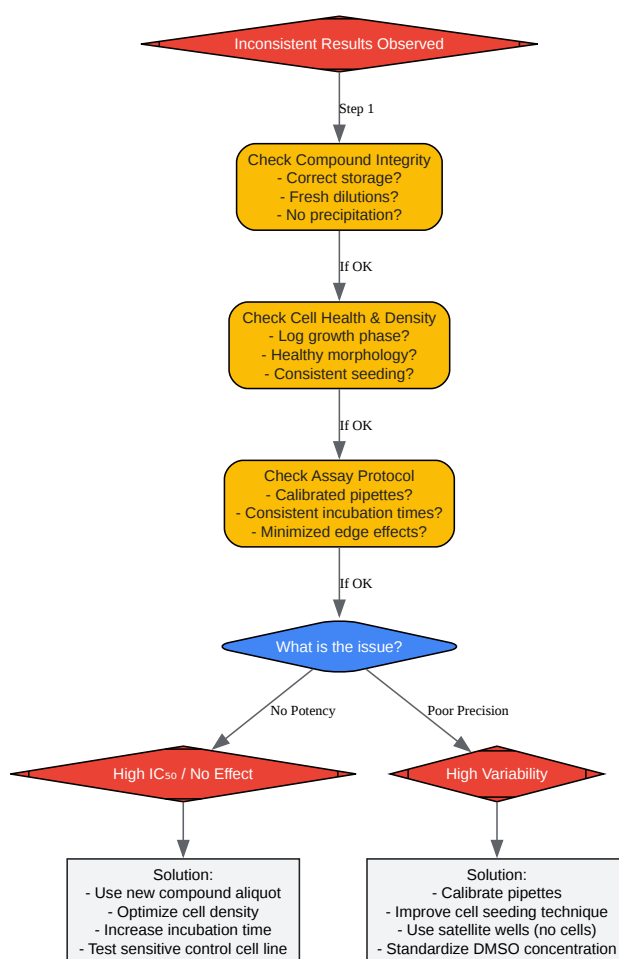 Inconsistent Results Observed
Step 1
Check Compound Integrity
- Correct storage?
- Fresh dilutions?
- No precipitation?
If OK
Check Cell Health & Density
- Log growth phase?
- Healthy morphology?
- Consistent seeding?
If OK
Check Assay Protocol
- Calibrated pipettes?
- Consistent incubation times?
- Minimized edge effects?
If OK
What is the issue?
No Potency
Poor Precision
High IC₅₀ / No Effect
High Variability
Solution:
- Use new compound aliquot
- Optimize cell density
- Increase incubation time
- Test sensitive control cell line
Solution:
- Calibrate pipettes
- Improve cell seeding technique
- Use satellite wells (no cells)
- Standardize DMSO concentration